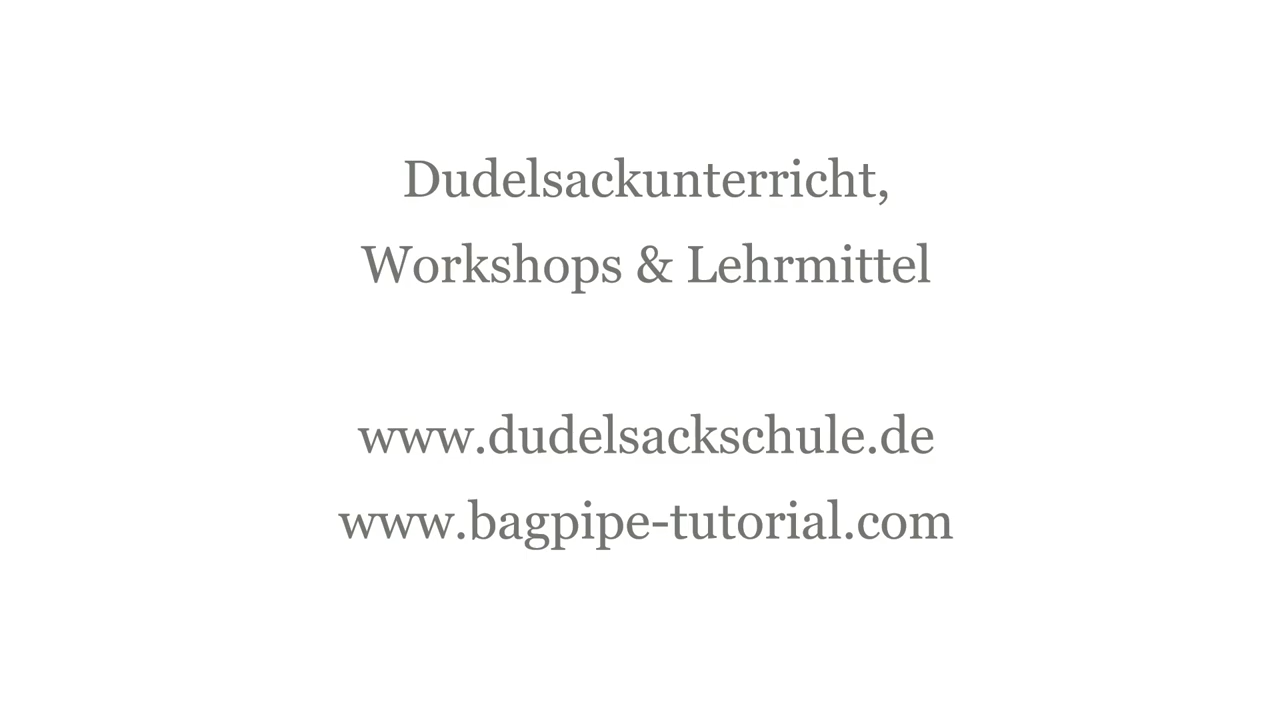 Dudelsackunterricht,
Workshops & Lehrmittel
www.dudelsackschule.de
www.bagpipe-tutorial.com